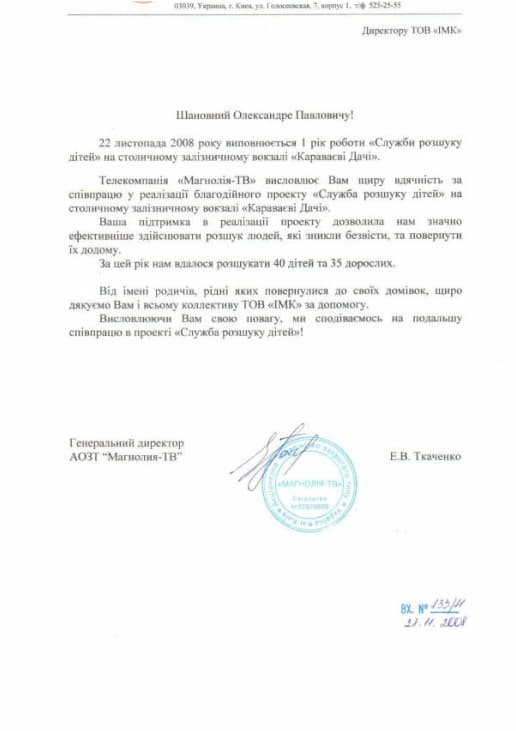 03039, Украина, г. Киев, ул. Голосеевская, 7, корпус 1, т/ф 525-25-55
Директору ТОВ «ІМК»
Шановний Олександре Павловичу!
22 листопада 2008 року виповнюється 1 рік роботи «Служби розшуку
дітей» на столичному залізничному вокзалі «Караваєві Дачі».
Телекомпанія «Магнолія-ТВ» висловлює Вам щиру вдячність за
співпрацю у реалізації благодійного проекту «Служба розшуку дітей» на
столичному залізничному вокзалі «Караваєві Дачі».
Ваша підтримка в реалізації проекту дозволила нам значно
ефективніше здійснювати розшук людей, які зникли безвісти, та повернути
їх додому.
За цей рік нам вдалося розшукати 40 дітей та 35 дорослих.
Від імені родичів, рідні яких повернулися до своїх домівок, щиро
дякуємо Вам і всьому коллективу ТОВ «ІМК» за допомогу.
Висловлюючи Вам свою повагу, ми сподіваємось на подальшу
співпрацю в проекті «Служба розшуку дітей»!
Генеральний директор
АОЗТ “Магнолия-ТВ”
Е.В. Ткаченко
«МАГНОЛІЯ-ТВ»
ВХ. № 133/11
21.11.2008